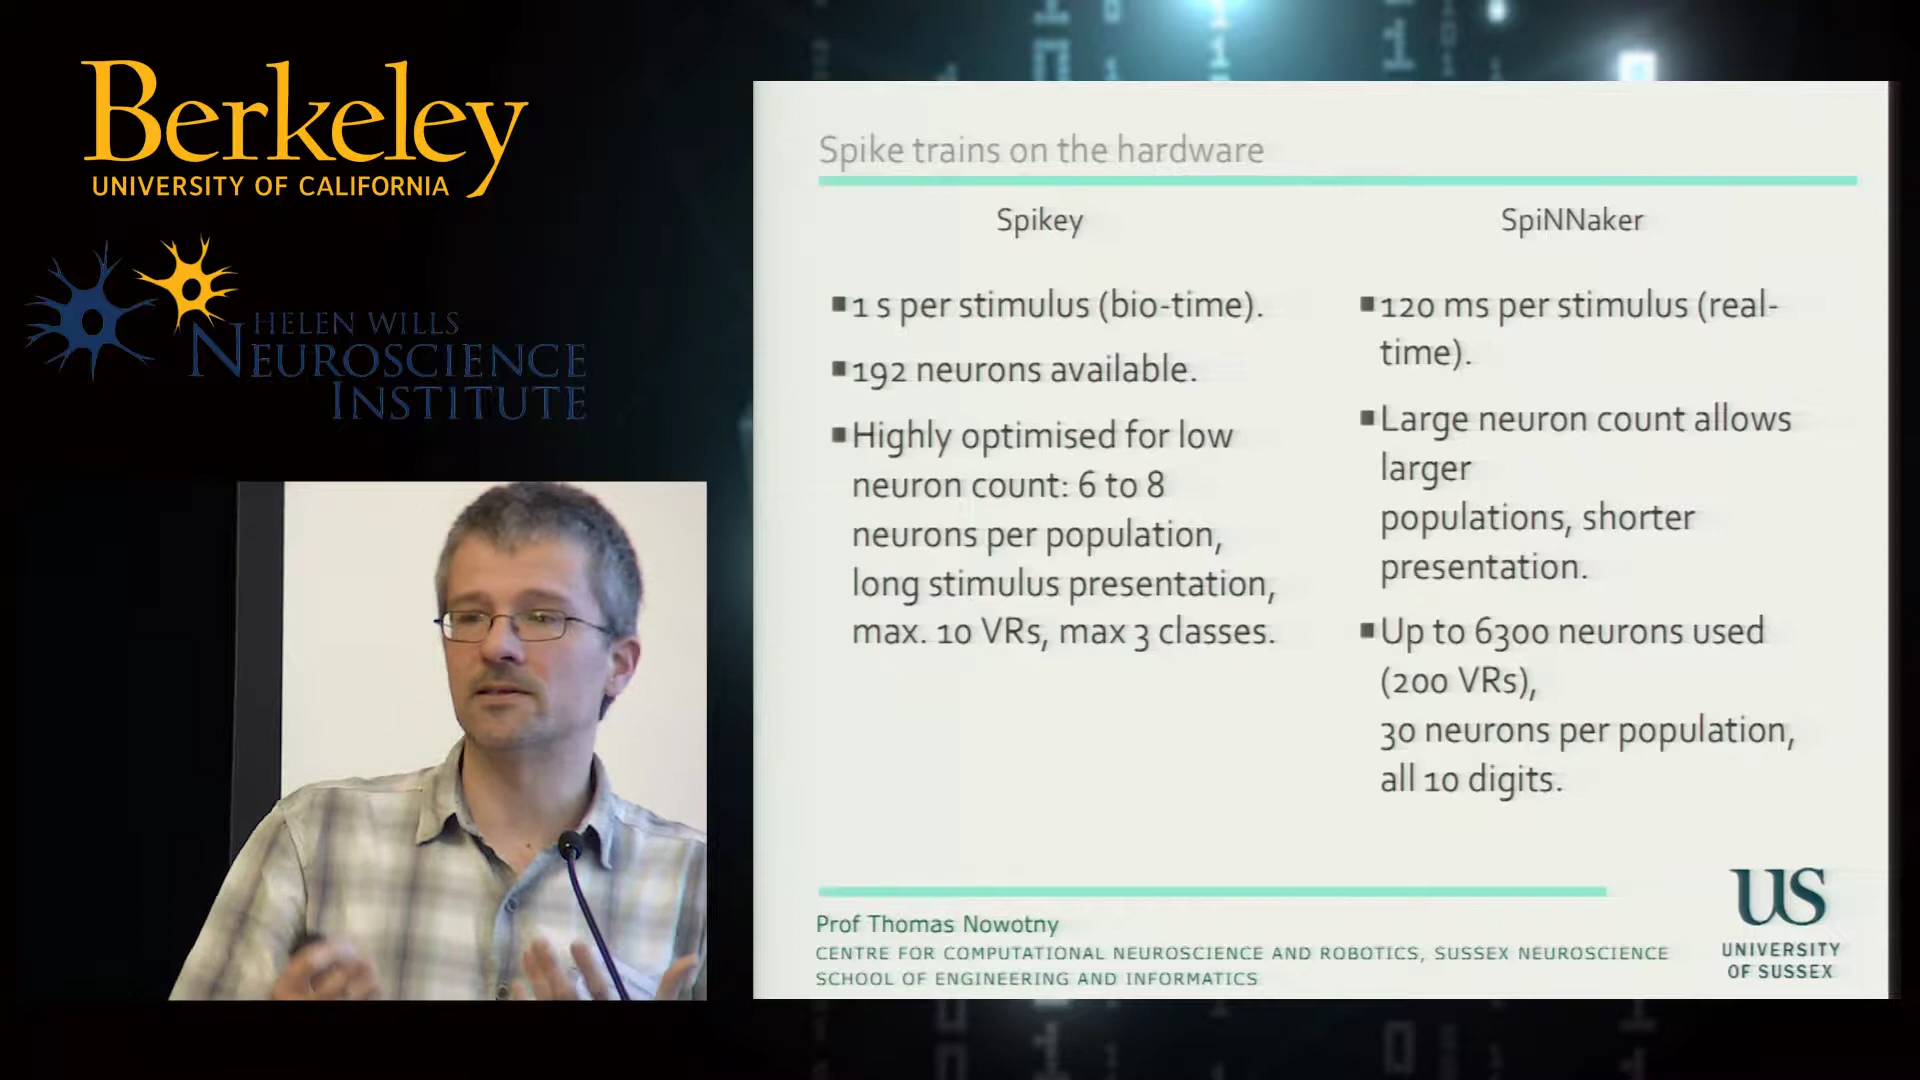 Berkeley
UNIVERSITY OF CALIFORNIA
HELEN WILLS
NEUROSCIENCE
INSTITUTE
Spike trains on the hardware
Spikey
■1 s per stimulus (bio-time).
■192 neurons available.
■Highly optimised for low
neuron count: 6 to 8
neurons per population,
long stimulus presentation,
max. 10 VRs, max 3 classes.
SpiNNaker
■120 ms per stimulus (real-
time).
■Large neuron count allows
larger
populations, shorter
presentation.
■Up to 6300 neurons used
(200 VRs),
30 neurons per population,
all 10 digits.
Prof Thomas Nowotny
CENTRE FOR COMPUTATIONAL NEUROSCIENCE AND ROBOTICS, SUSSEX NEUROSCIENCE
SCHOOL OF ENGINEERING AND INFORMATICS
US
UNIVERSITY
OF SUSSEX